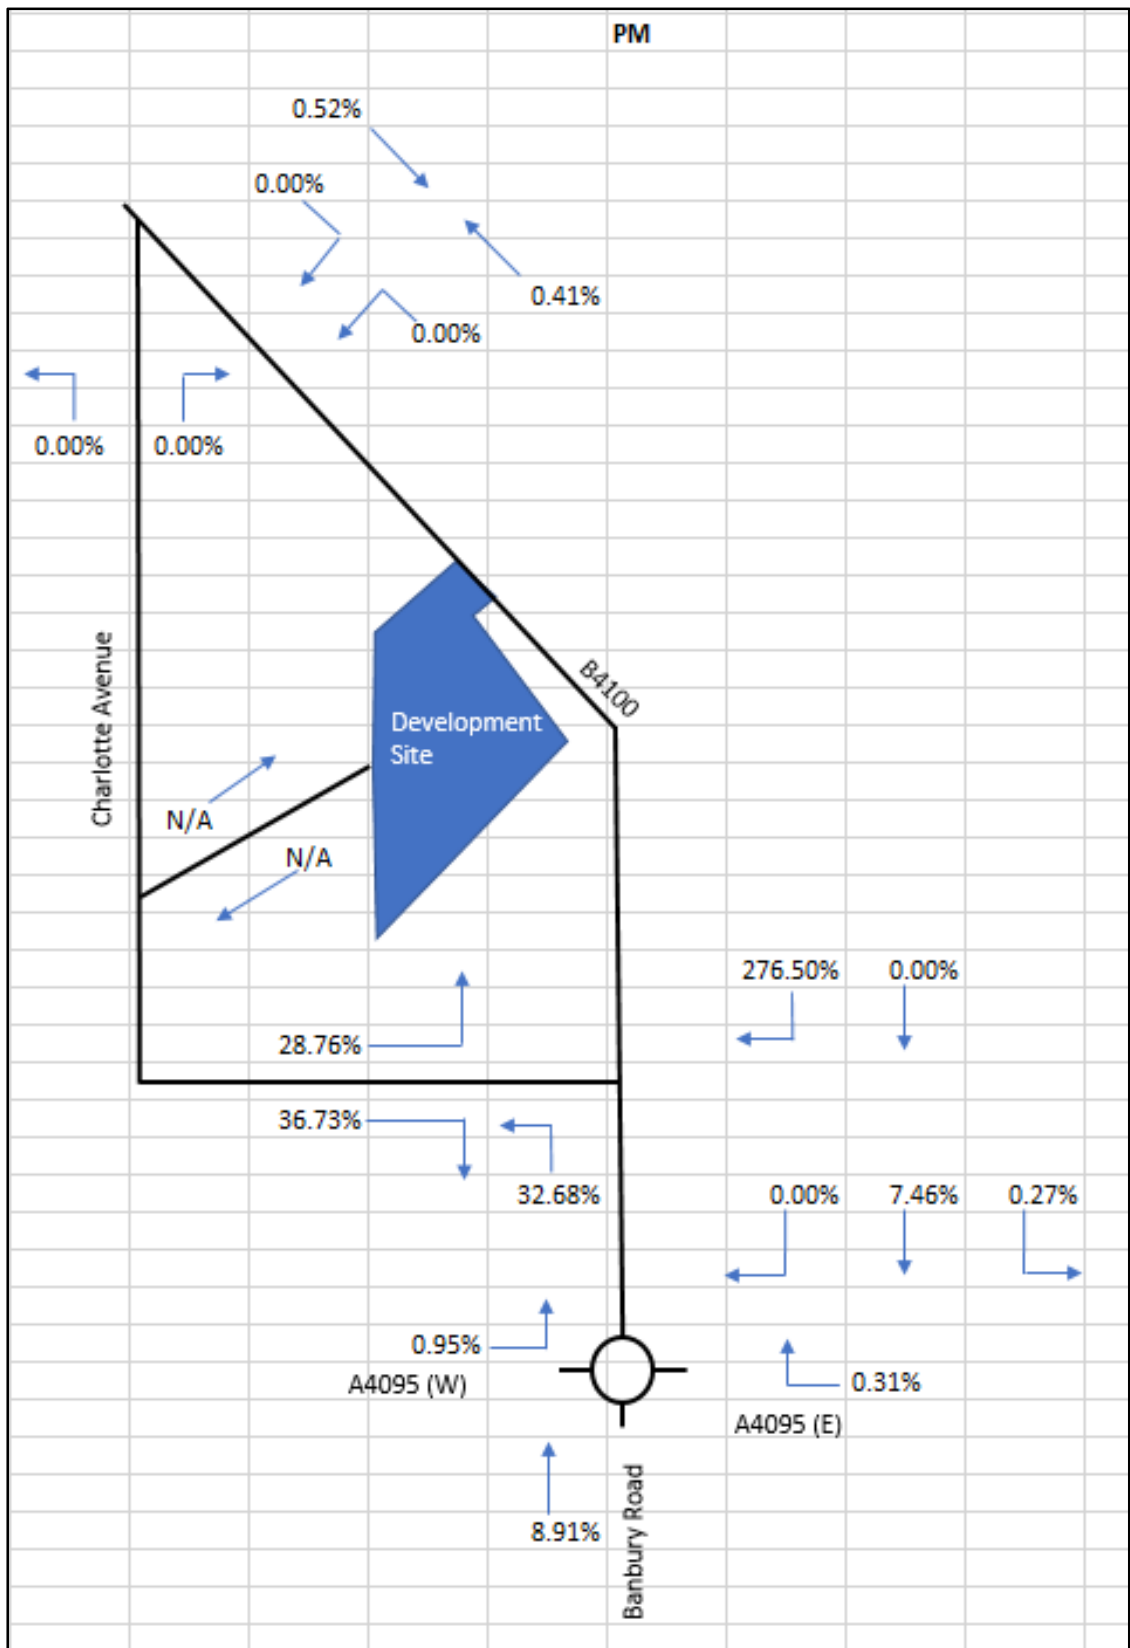 PM
0.52%
0.00%
0.41%
0.00%
0.00%
0.00%
Charlotte Avenue
B4100
Development
Site
N/A
N/A
276.50%
0.00%
28.76%
36.73%
32.68%
0.00%
7.46%
0.27%
0.95%
A4095 (W)
0.31%
A4095 (E)
Banbury Road
8.91%